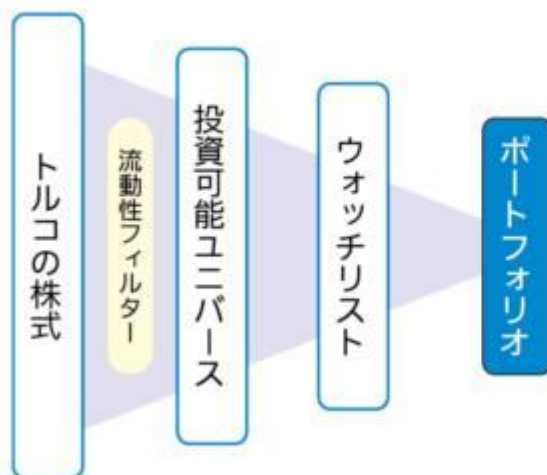 トルコの株式
流動性フィルター
投資可能ユニバース
ウォッチリスト
ポートフォリオ